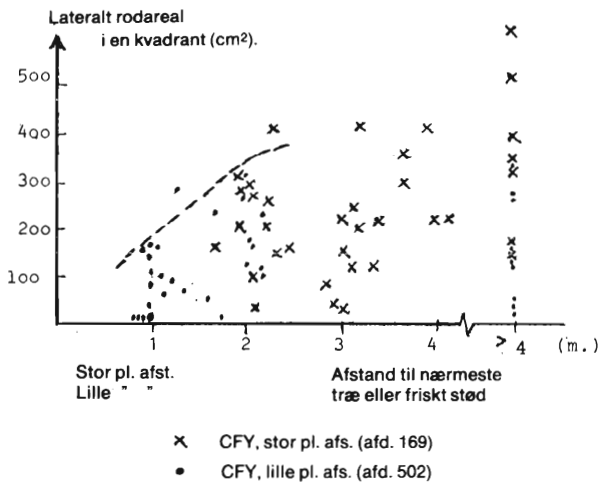 Lateralt rodareal
i en kvadrant (cm²).
500
400
300
200
100
1 2 3 4 > 4 (m.)
Stor pl. afst. Afstand til nærmeste
Lille " " træ eller friskt stød
× CFY, stor pl. afs. (afd. 169)
• CFY, lille pl. afs. (afd. 502)